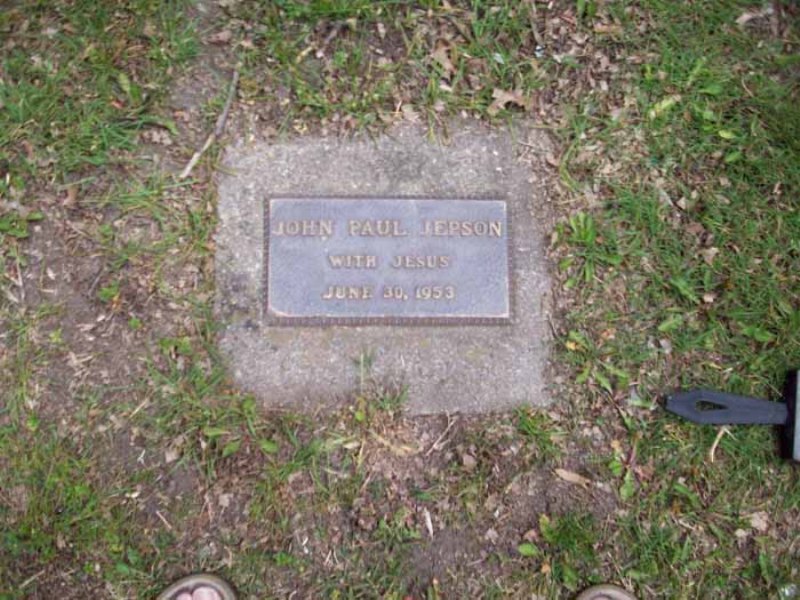 JOHN PAUL JEPSON
WITH JESUS
JUNE 30, 1953